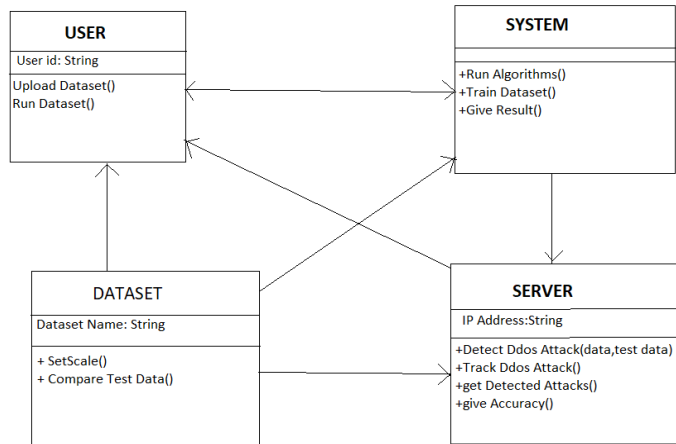 USER
User id: String
Upload Dataset()
Run Dataset()
SYSTEM
+Run Algorithms()
+Train Dataset()
+Give Result()
DATASET
Dataset Name: String
+ SetScale()
+ Compare Test Data()
SERVER
IP Address:String
+Detect Ddos Attack(data,test data)
+Track Ddos Attack()
+get Detected Attacks()
+give Accuracy()